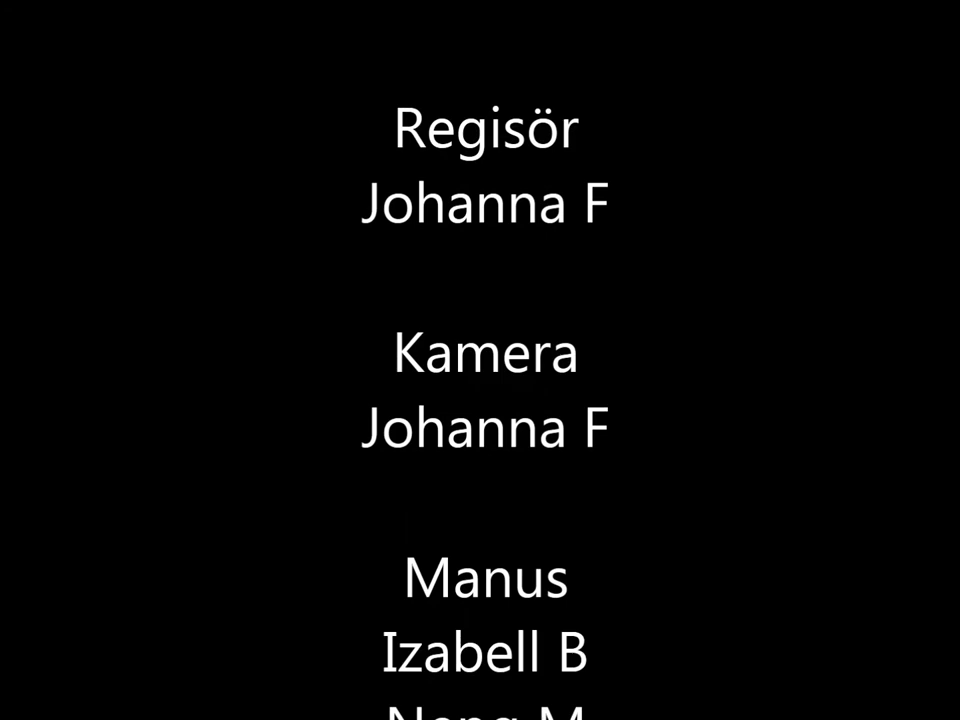 Regisör
Johanna F
Kamera
Johanna F
Manus
Izabell B